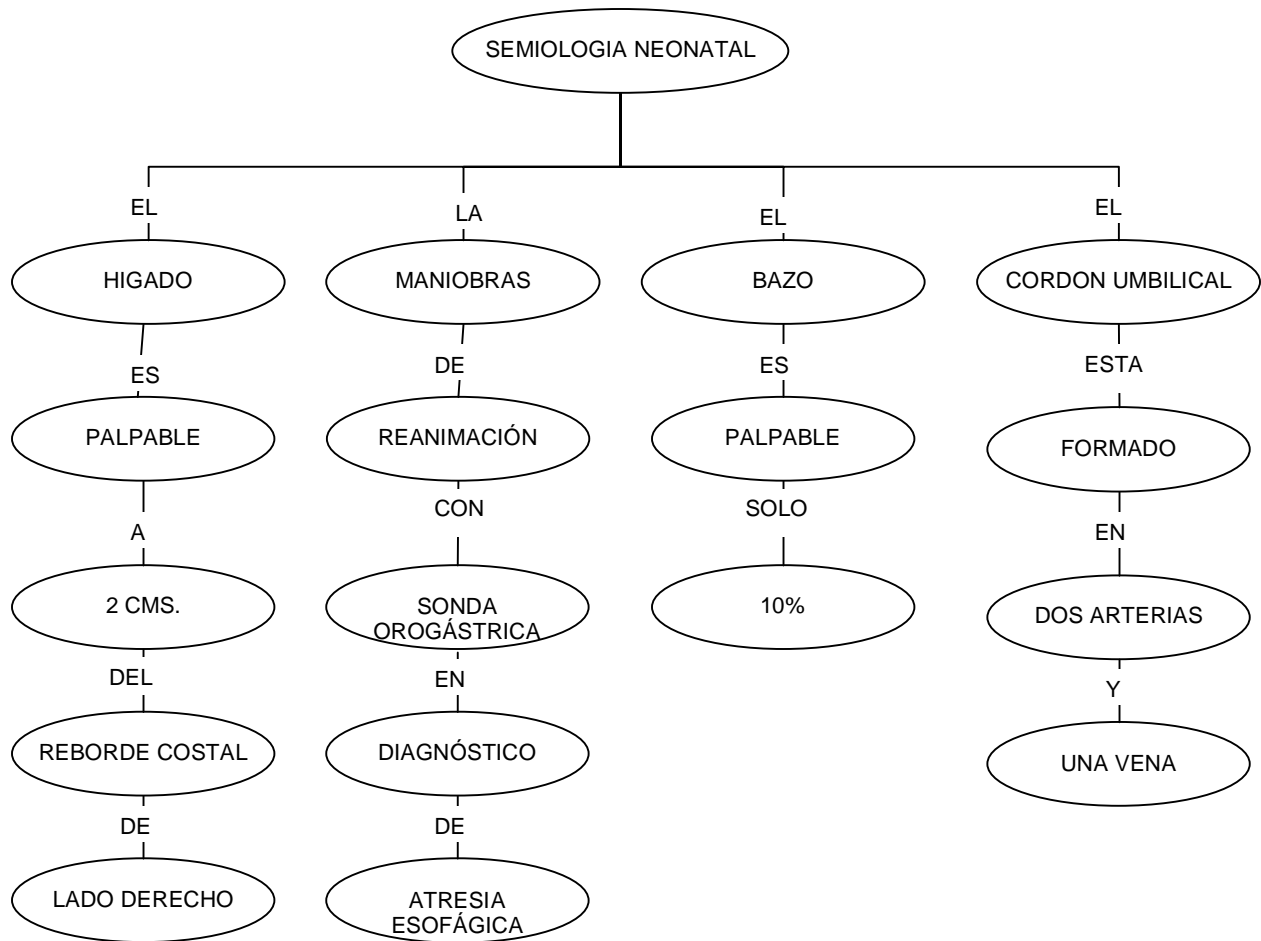 SEMIOLOGIA NEONATAL
EL
HIGADO
ES
PALPABLE
A
2 CMS.
DEL
REBORDE COSTAL
DE
LADO DERECHO
LA
MANIOBRAS
DE
REANIMACIÓN
CON
SONDA
OROGÁSTRICA
EN
DIAGNÓSTICO
DE
ATRESIA
ESOFÁGICA
EL
BAZO
ES
PALPABLE
SOLO
10%
EL
CORDON UMBILICAL
ESTA
FORMADO
EN
DOS ARTERIAS
Y
UNA VENA